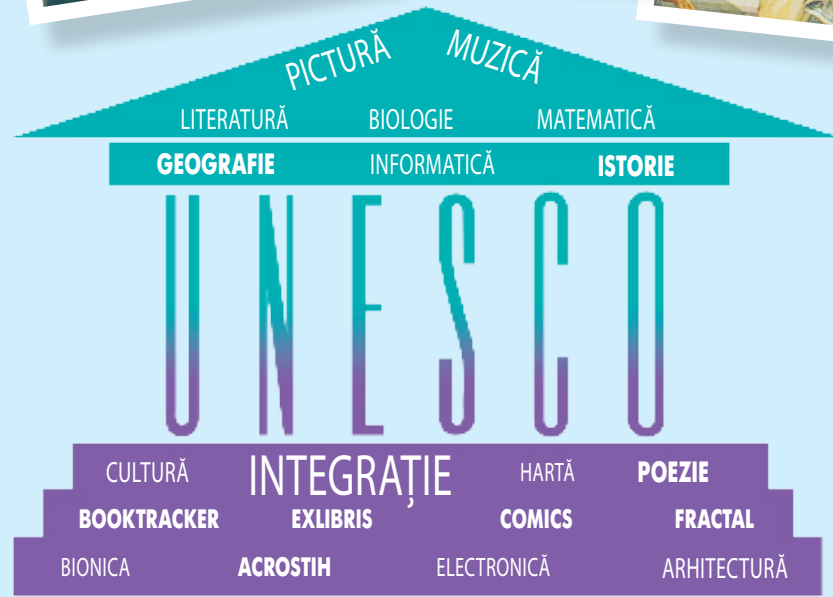 PICTURĂ MUZICĂ
LITERATURĂ BIOLOGIE MATEMATICĂ
GEOGRAFIE INFORMATICĂ ISTORIE
UNESCO
CULTURĂ INTEGRAȚIE HARTĂ POEZIE
BOOKTRACKER EXLIBRIS COMICS FRACTAL
BIONICA ACROSTIH ELECTRONICĂ ARHITECTURĂ